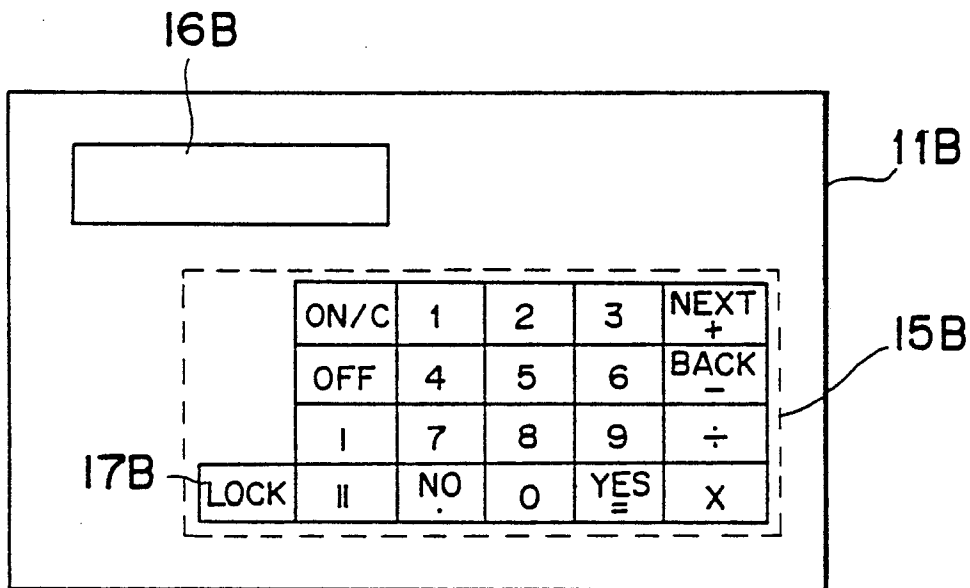 16B
11B
ON/C 1 2 3 NEXT +
15B
OFF 4 5 6 BACK −
I 7 8 9 ÷
17B
LOCK II NO . 0 YES = X